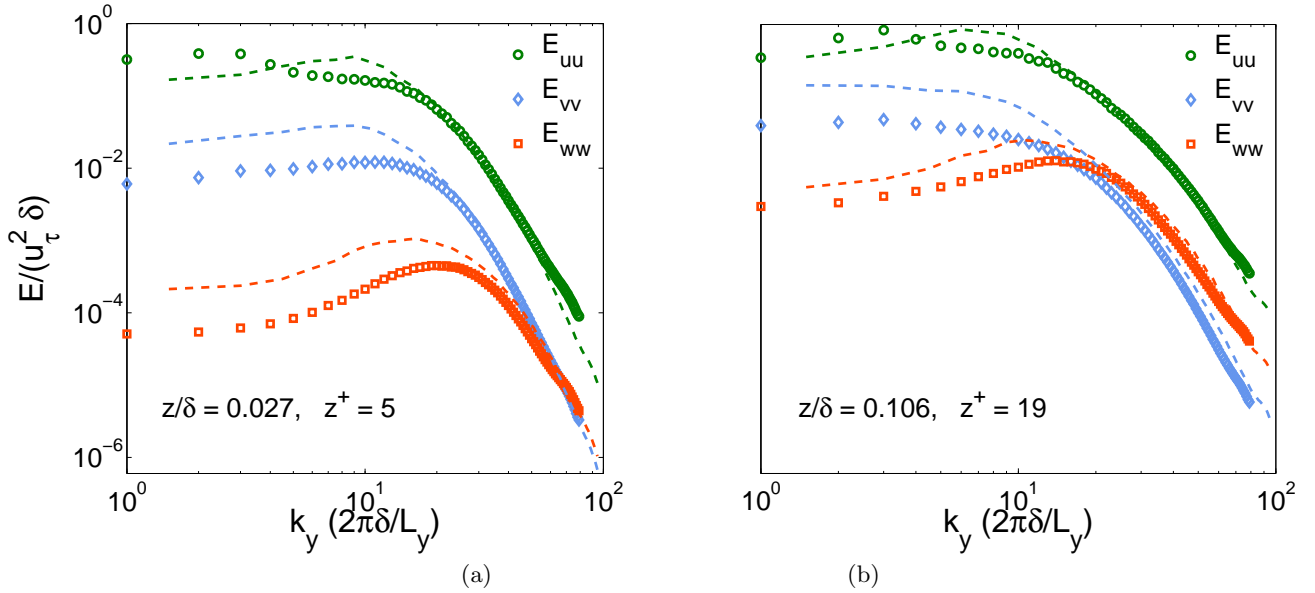 10^0
10^-2
10^-4
10^-6
E/(u_τ^2 δ)
E_uu
E_vv
E_ww
z/δ = 0.027, z^+ = 5
10^0 10^1 10^2
k_y (2πδ/L_y)
(a)
E_uu
E_vv
E_ww
z/δ = 0.106, z^+ = 19
10^0 10^1 10^2
k_y (2πδ/L_y)
(b)